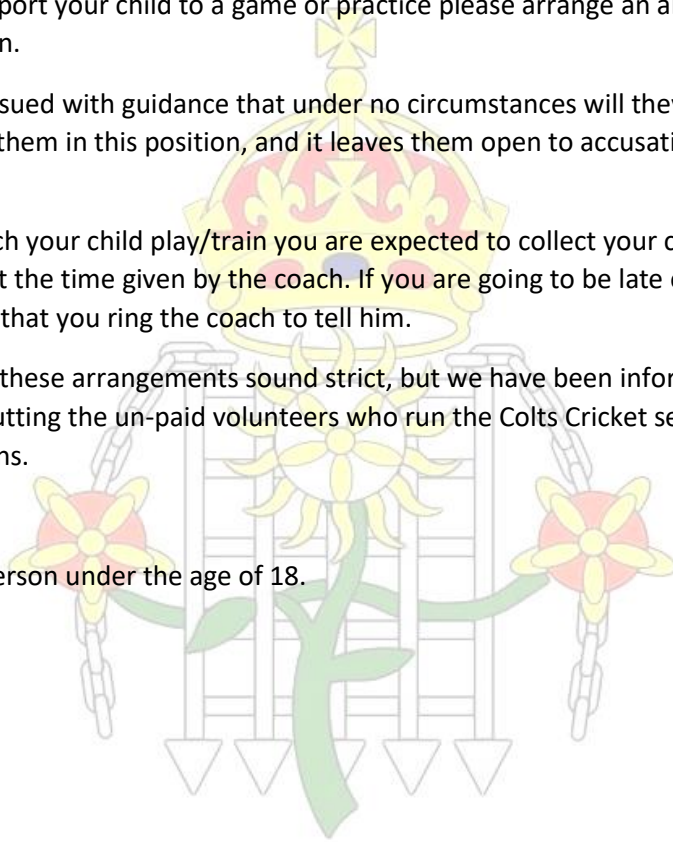 port your child to a game or practice please arrange an al
n.
sued with guidance that under no circumstances will they
them in this position, and it leaves them open to accusati
ch your child play/train you are expected to collect your c
t the time given by the coach. If you are going to be late
that you ring the coach to tell him.
these arrangements sound strict, but we have been infor
utting the un-paid volunteers who run the Colts Cricket se
ns.
erson under the age of 18.